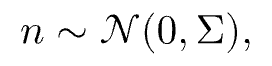 n ∼ 𝒩(0, Σ),